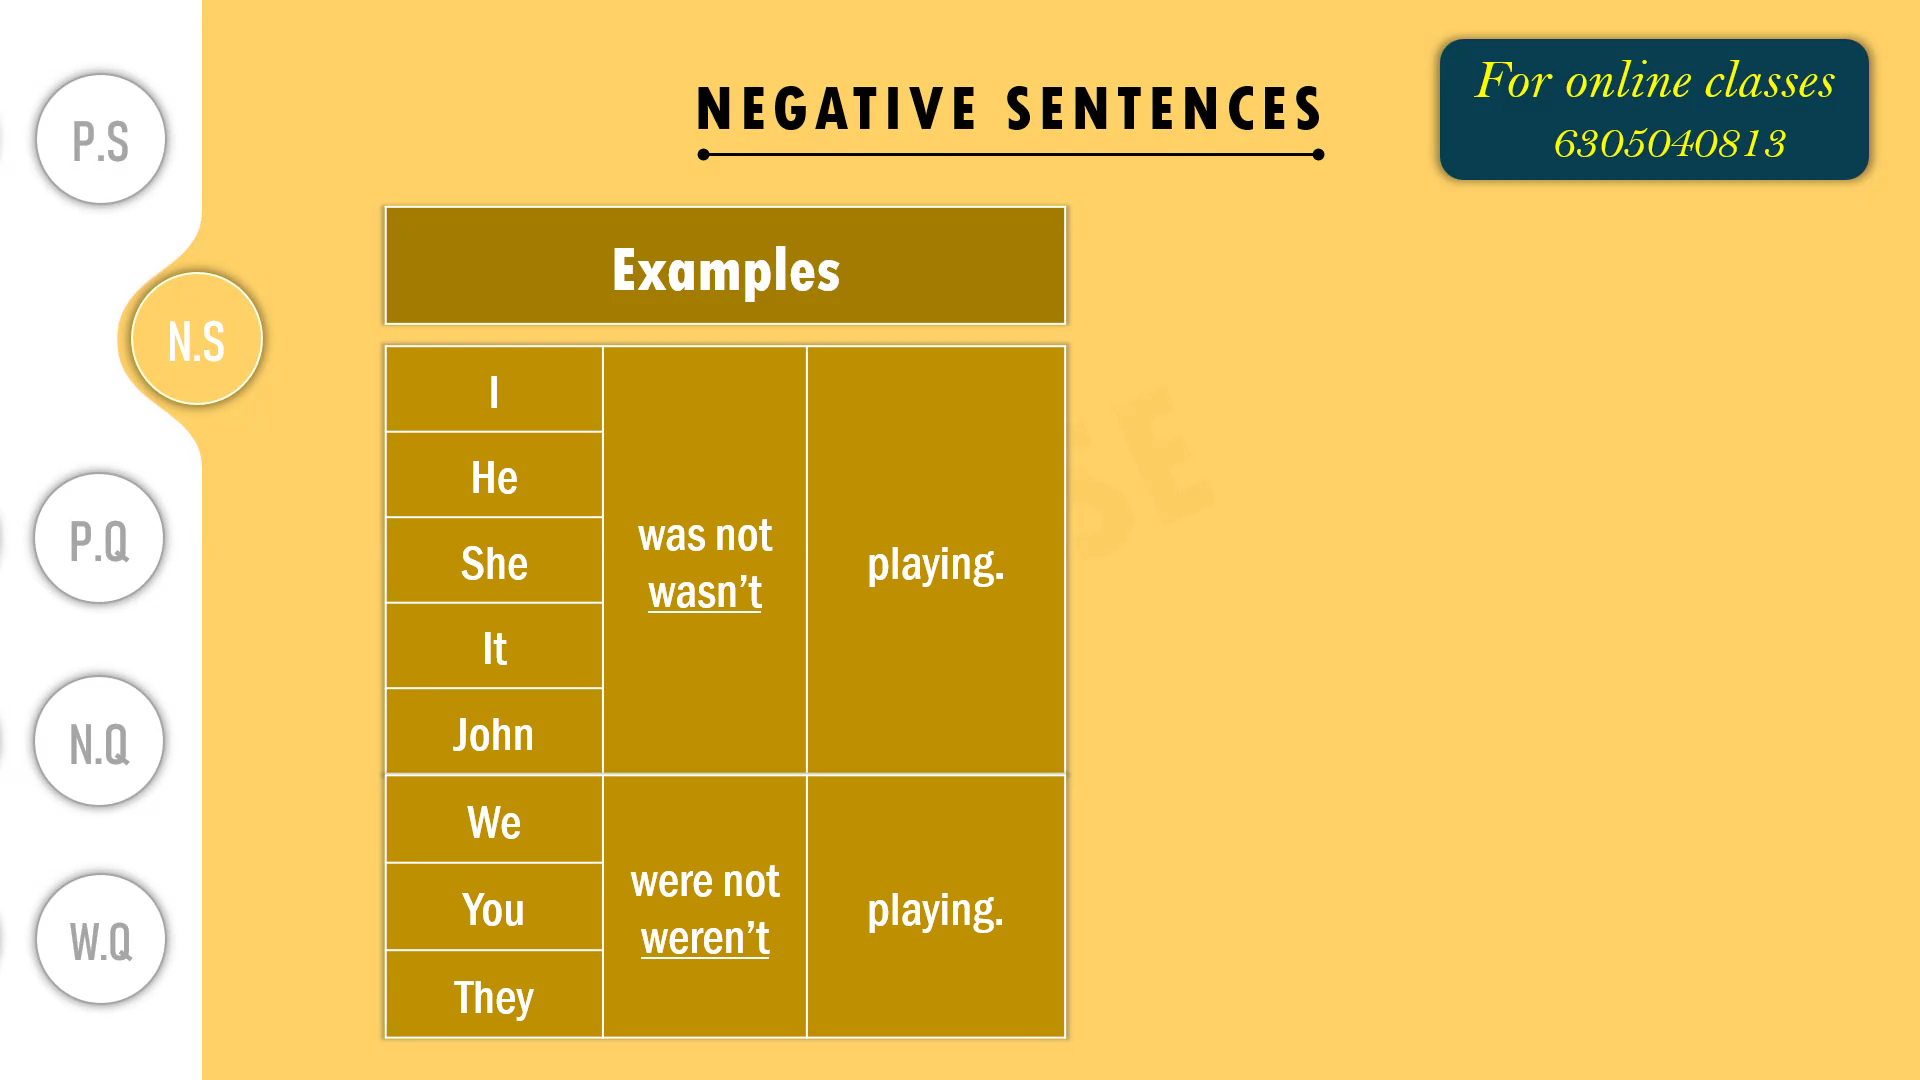 NEGATIVE SENTENCES
For online classes
6305040813
P.S
N.S
P.Q
N.Q
W.Q
Examples
I
He
She
It
John
was not
wasn't
playing.
We
You
They
were not
weren't
playing.